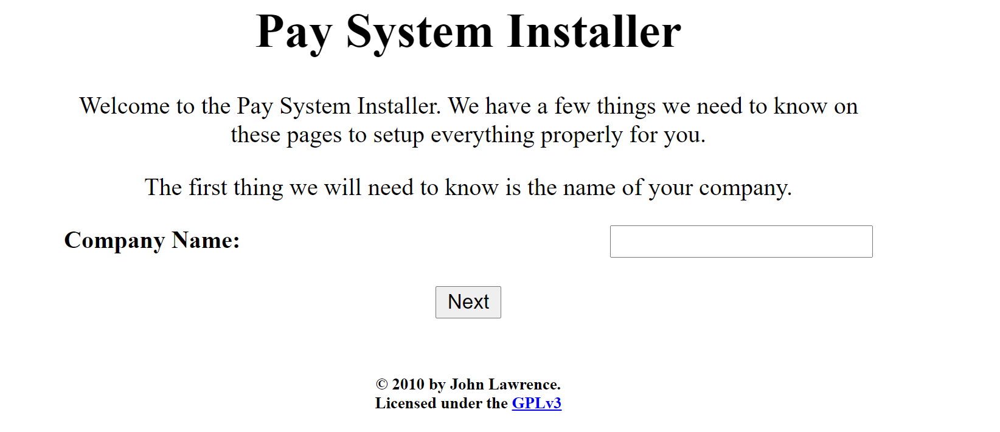 Pay System Installer
Welcome to the Pay System Installer. We have a few things we need to know on
these pages to setup everything properly for you.
The first thing we will need to know is the name of your company.
Company Name:
Next
© 2010 by John Lawrence.
Licensed under the GPLv3